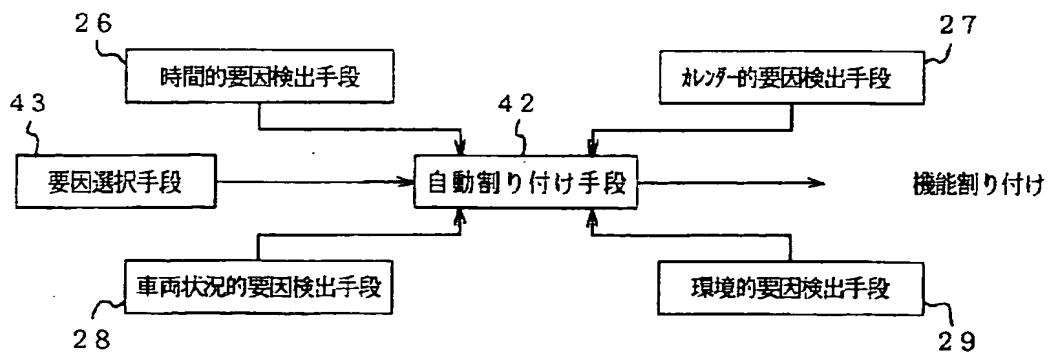 ２６
時間的要因検出手段
２７
ｶﾚﾝﾀﾞｰ的要因検出手段
４３
要因選択手段
４２
自動割り付け手段
機能割り付け
車両状況的要因検出手段
２８
環境的要因検出手段
２９